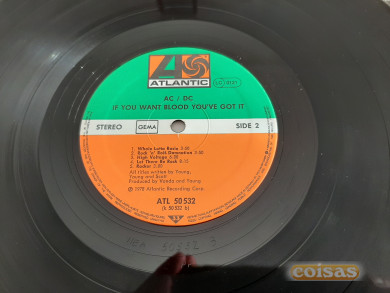 ATLANTIC
AC / DC
IF YOU WANT BLOOD YOU'VE GOT IT
STEREO
GEMA
SIDE 2
1. Whole Lotta Rosie
2. Rock 'n' Roll Damnation
3. High Voltage
4. Let There Be Rock
5. Rocker
All titles written by Young,
Young and Scott
Produced by Vanda and Young
Ⓟ 1978 Atlantic Recording Corp.
ATL 50 532
(K 50 532 B)
coisas